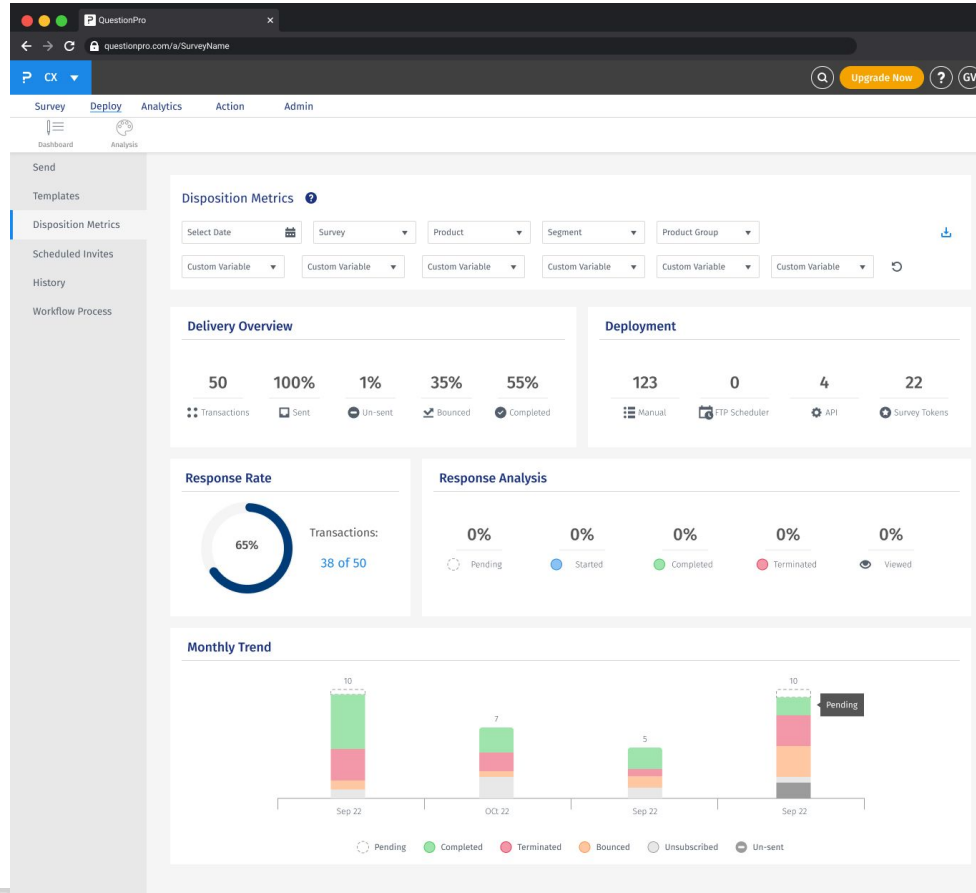 QuestionPro
questionpro.com/a/SurveyName
CX
Upgrade Now
?
GV
Survey Deploy Analytics Action Admin
Dashboard Analysis
Send
Templates
Disposition Metrics
Scheduled Invites
History
Workflow Process
Disposition Metrics ?
Select Date Survey Product Segment Product Group
Custom Variable Custom Variable Custom Variable Custom Variable Custom Variable Custom Variable
Delivery Overview
50 100% 1% 35% 55%
Transactions Sent Un-sent Bounced Completed
Deployment
123 0 4 22
Manual FTP Scheduler API Survey Tokens
Response Rate
65%
Transactions:
38 of 50
Response Analysis
0% 0% 0% 0% 0%
Pending Started Completed Terminated Viewed
Monthly Trend
10 7 5 10
Pending
Sep 22 OCt 22 Sep 22 Sep 22
Pending Completed Terminated Bounced Unsubscribed Un-sent